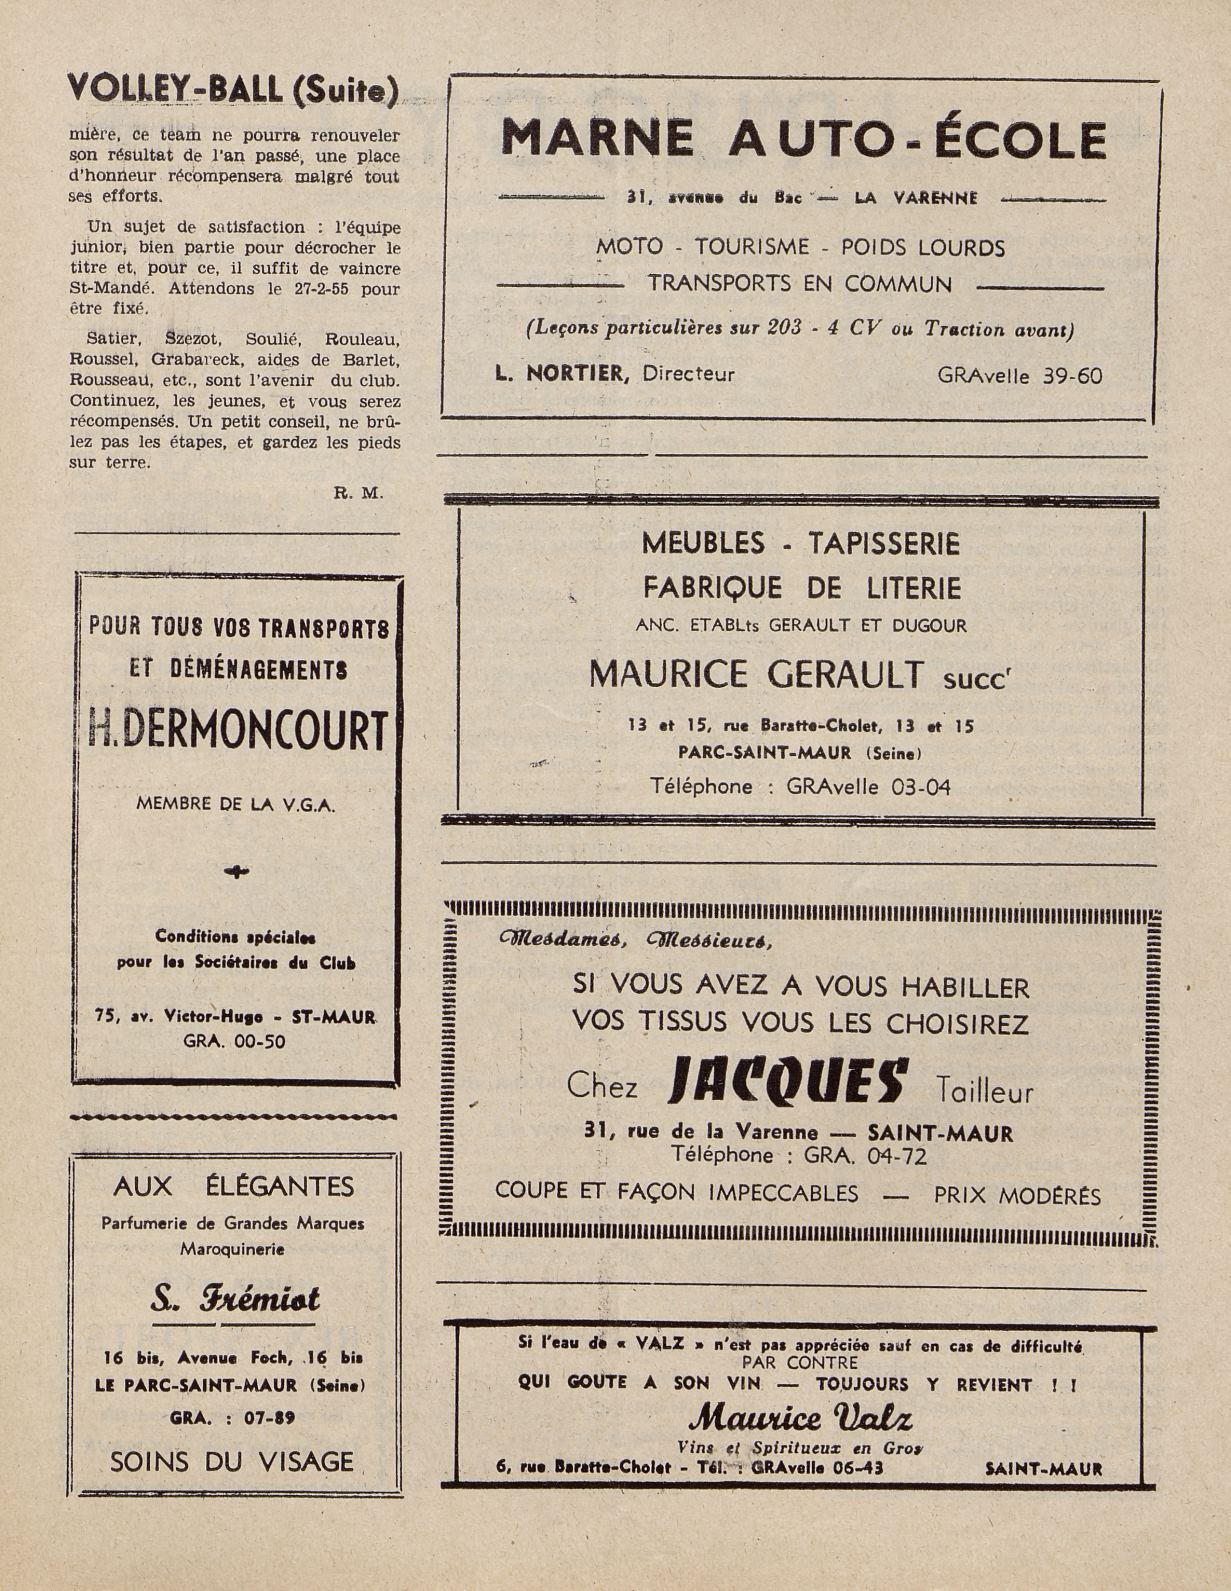 VOLLEY-BALL (Suite)
mière, ce team ne pourra renouveler
son résultat de l'an passé, une place
d'honneur récompensera malgré tout
ses efforts.
Un sujet de satisfaction : l'équipe
junior, bien partie pour décrocher le
titre et, pour ce, il suffit de vaincre
St-Mandé. Attendons le 27-2-55 pour
être fixé.
Satier, Szezot, Soulié, Rouleau,
Roussel, Grabareck, aides de Barlet,
Rousseau, etc., sont l'avenir du club.
Continuez, les jeunes, et vous serez
récompensés. Un petit conseil, ne brû-
lez pas les étapes, et gardez les pieds
sur terre.
R. M.
POUR TOUS VOS TRANSPORTS
ET DÉMÉNAGEMENTS
H. DERMONCOURT
MEMBRE DE LA V.G.A.
Conditions spéciales
pour les Sociétaires du Club
75, av. Victor-Hugo - ST-MAUR
GRA. 00-50
AUX ÉLÉGANTES
Parfumerie de Grandes Marques
Maroquinerie
S. Frémiot
16 bis, Avenue Foch, 16 bis
LE PARC-SAINT-MAUR (Seine)
GRA. : 07-89
SOINS DU VISAGE
MARNE AUTO-ÉCOLE
31, avenue du Bac — LA VARENNE
MOTO - TOURISME - POIDS LOURDS
TRANSPORTS EN COMMUN
(Leçons particulières sur 203 - 4 CV ou Traction avant)
L. NORTIER, Directeur GRAvelle 39-60
MEUBLES - TAPISSERIE
FABRIQUE DE LITERIE
ANC. ETABLts GERAULT ET DUGOUR
MAURICE GERAULT succr
13 et 15, rue Baratte-Cholet, 13 et 15
PARC-SAINT-MAUR (Seine)
Téléphone : GRAvelle 03-04
Mesdames, Messieurs,
SI VOUS AVEZ A VOUS HABILLER
VOS TISSUS VOUS LES CHOISIREZ
Chez JACQUES Tailleur
31, rue de la Varenne — SAINT-MAUR
Téléphone : GRA. 04-72
COUPE ET FAÇON IMPECCABLES — PRIX MODÉRÉS
Si l'eau de « VALZ » n'est pas appréciée sauf en cas de difficulté
PAR CONTRE
QUI GOUTE A SON VIN — TOUJOURS Y REVIENT ! !
Maurice Valz
Vins et Spiritueux en Gros
6, rue Baratte-Cholet - Tél. : GRAvelle 06-43 SAINT-MAUR